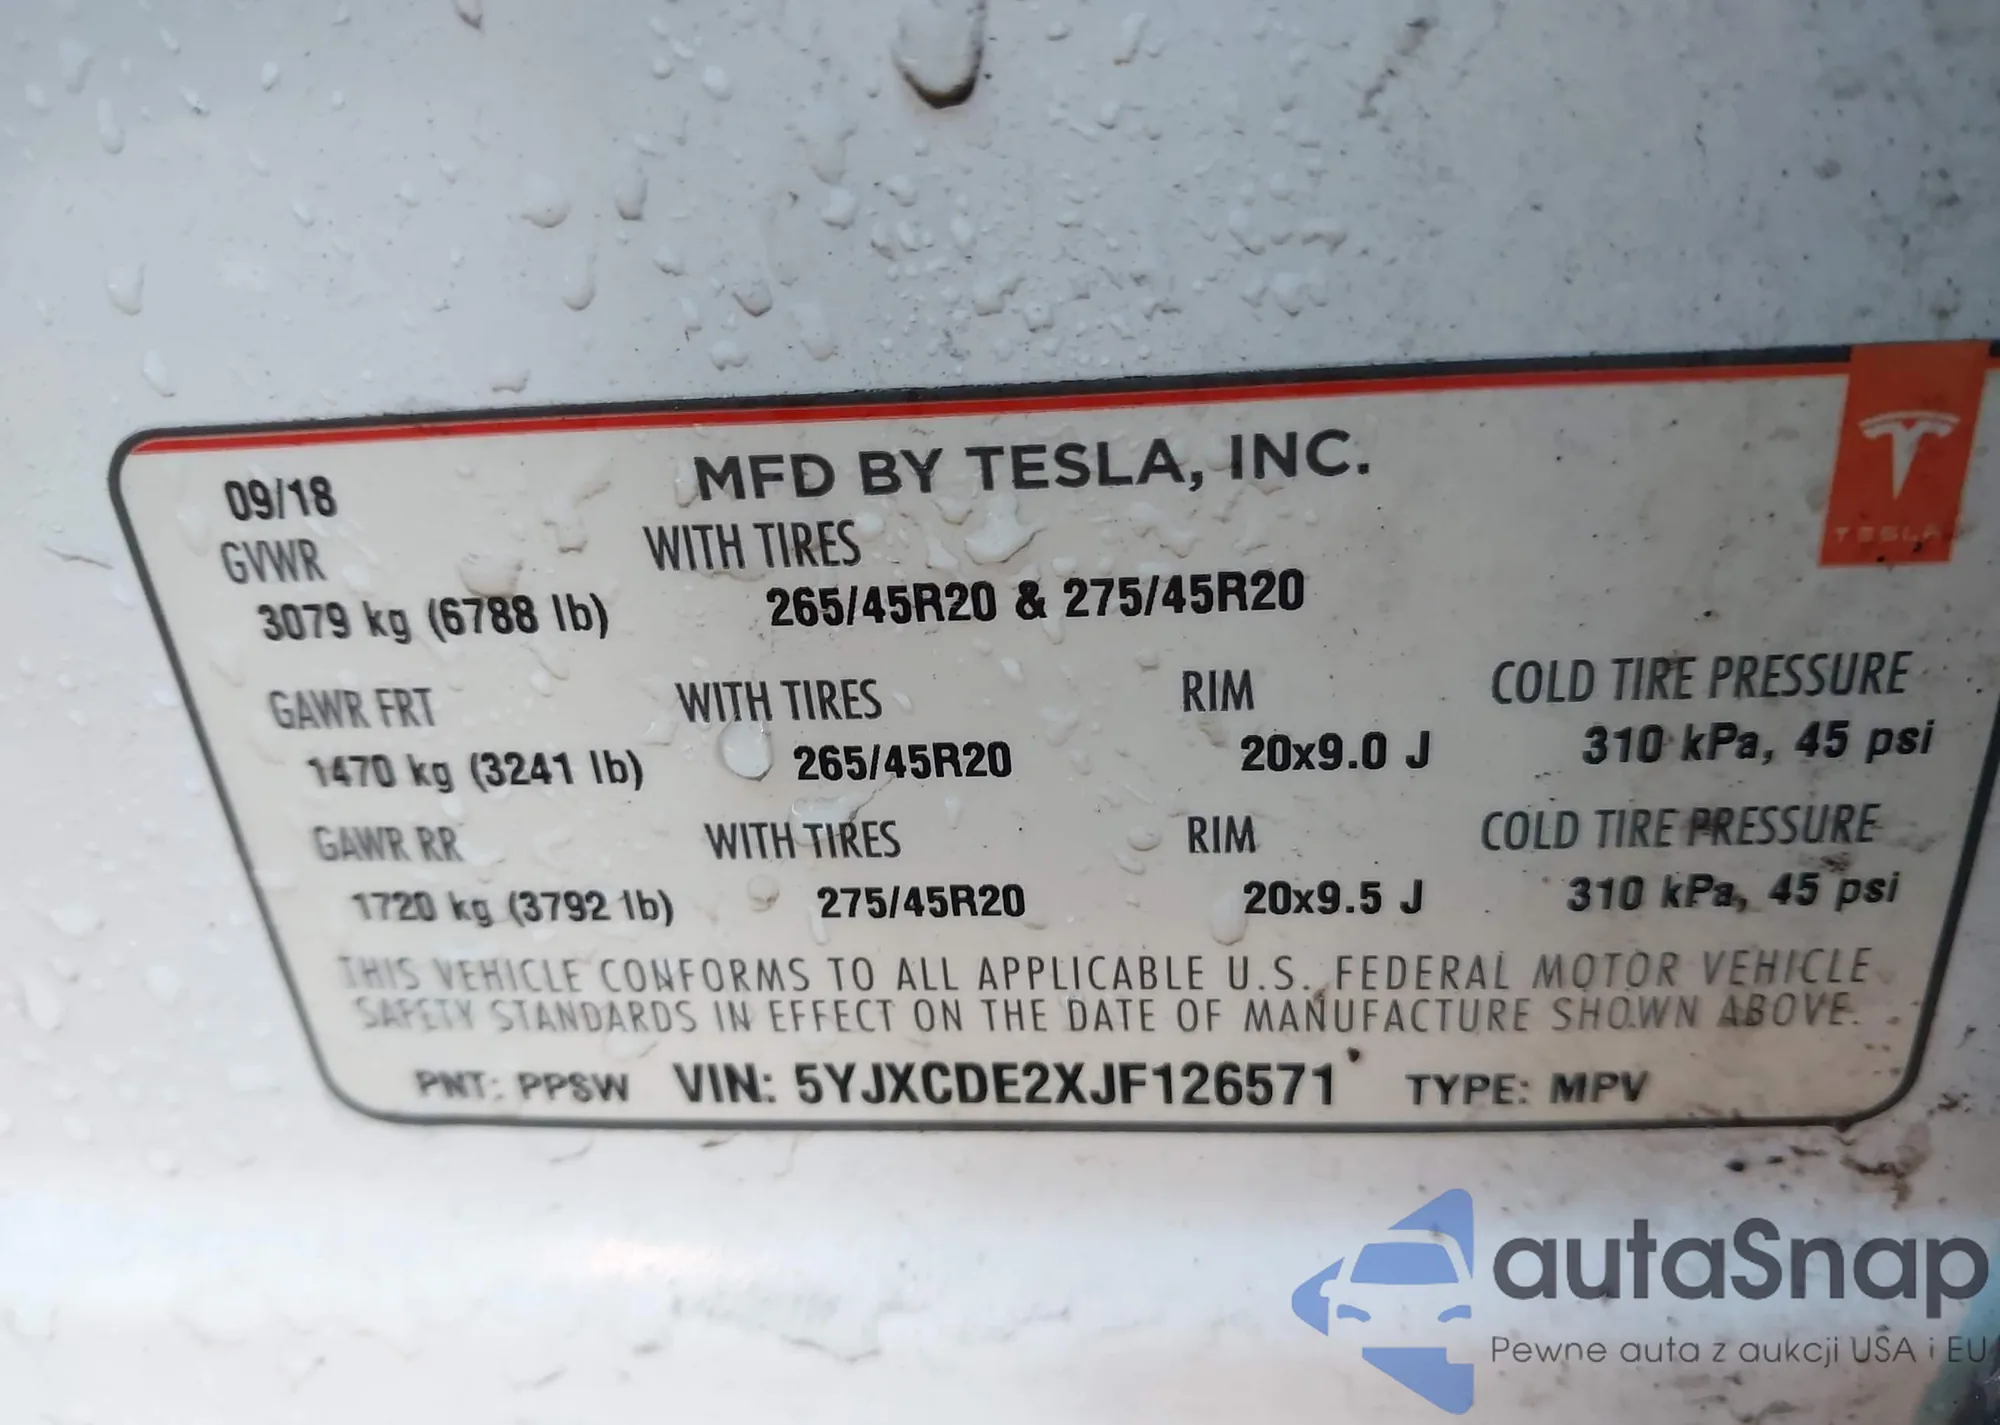 MFD BY TESLA, INC.
09/18
GVWR WITH TIRES
3079 kg (6788 lb) 265/45R20 & 275/45R20
GAWR FRT WITH TIRES RIM COLD TIRE PRESSURE
1470 kg (3241 lb) 265/45R20 20x9.0 J 310 kPa, 45 psi
GAWR RR WITH TIRES RIM COLD TIRE PRESSURE
1720 kg (3792 lb) 275/45R20 20x9.5 J 310 kPa, 45 psi
THIS VEHICLE CONFORMS TO ALL APPLICABLE U.S. FEDERAL MOTOR VEHICLE
SAFETY STANDARDS IN EFFECT ON THE DATE OF MANUFACTURE SHOWN ABOVE.
PNT: PPSW VIN: 5YJXCDE2XJF126571 TYPE: MPV
TESLA
autaSnap
Pewne auta z aukcji USA i EU